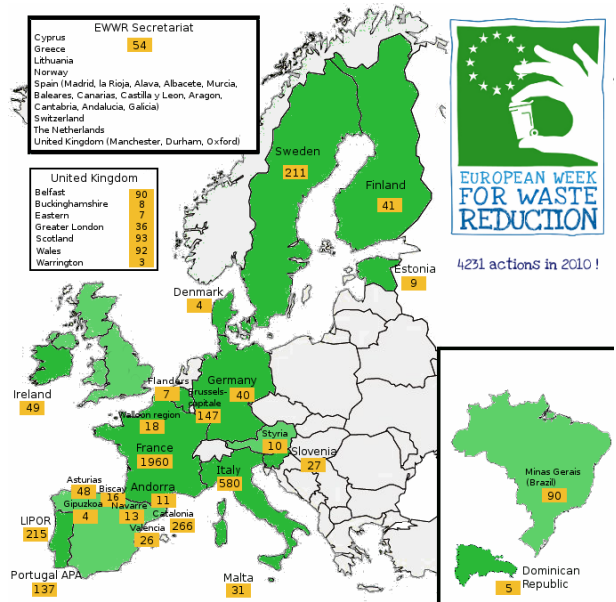 EWWR Secretariat
54
Cyprus
Greece
Lithuania
Norway
Spain (Madrid, la Rioja, Alava, Albacete, Murcia,
Baleares, Canarias, Castilla y Leon, Aragon,
Cantabria, Andalucia, Galicia)
Switzerland
The Netherlands
United Kingdom (Manchester, Durham, Oxford)
United Kingdom
Belfast 90
Buckinghamshire 8
Eastern 7
Greater London 36
Scotland 93
Wales 92
Warrington 3
EUROPEAN WEEK
FOR WASTE
REDUCTION
4231 actions in 2010 !
Sweden
211
Finland
41
Estonia
9
Denmark
4
Ireland
49
Flanders
7
Germany
40
Brussels-
capitale
147
Waloon region
18
France
1960
Styria
10
Slovenia
27
Italy
580
Andorra
11
Asturias
48
Biscay
16
Gipuzkoa
4
Navarre
13
Catalonia
266
Valencia
26
LIPOR
215
Portugal APA
137
Malta
31
Minas Gerais
(Brazil)
90
Dominican
Republic
5